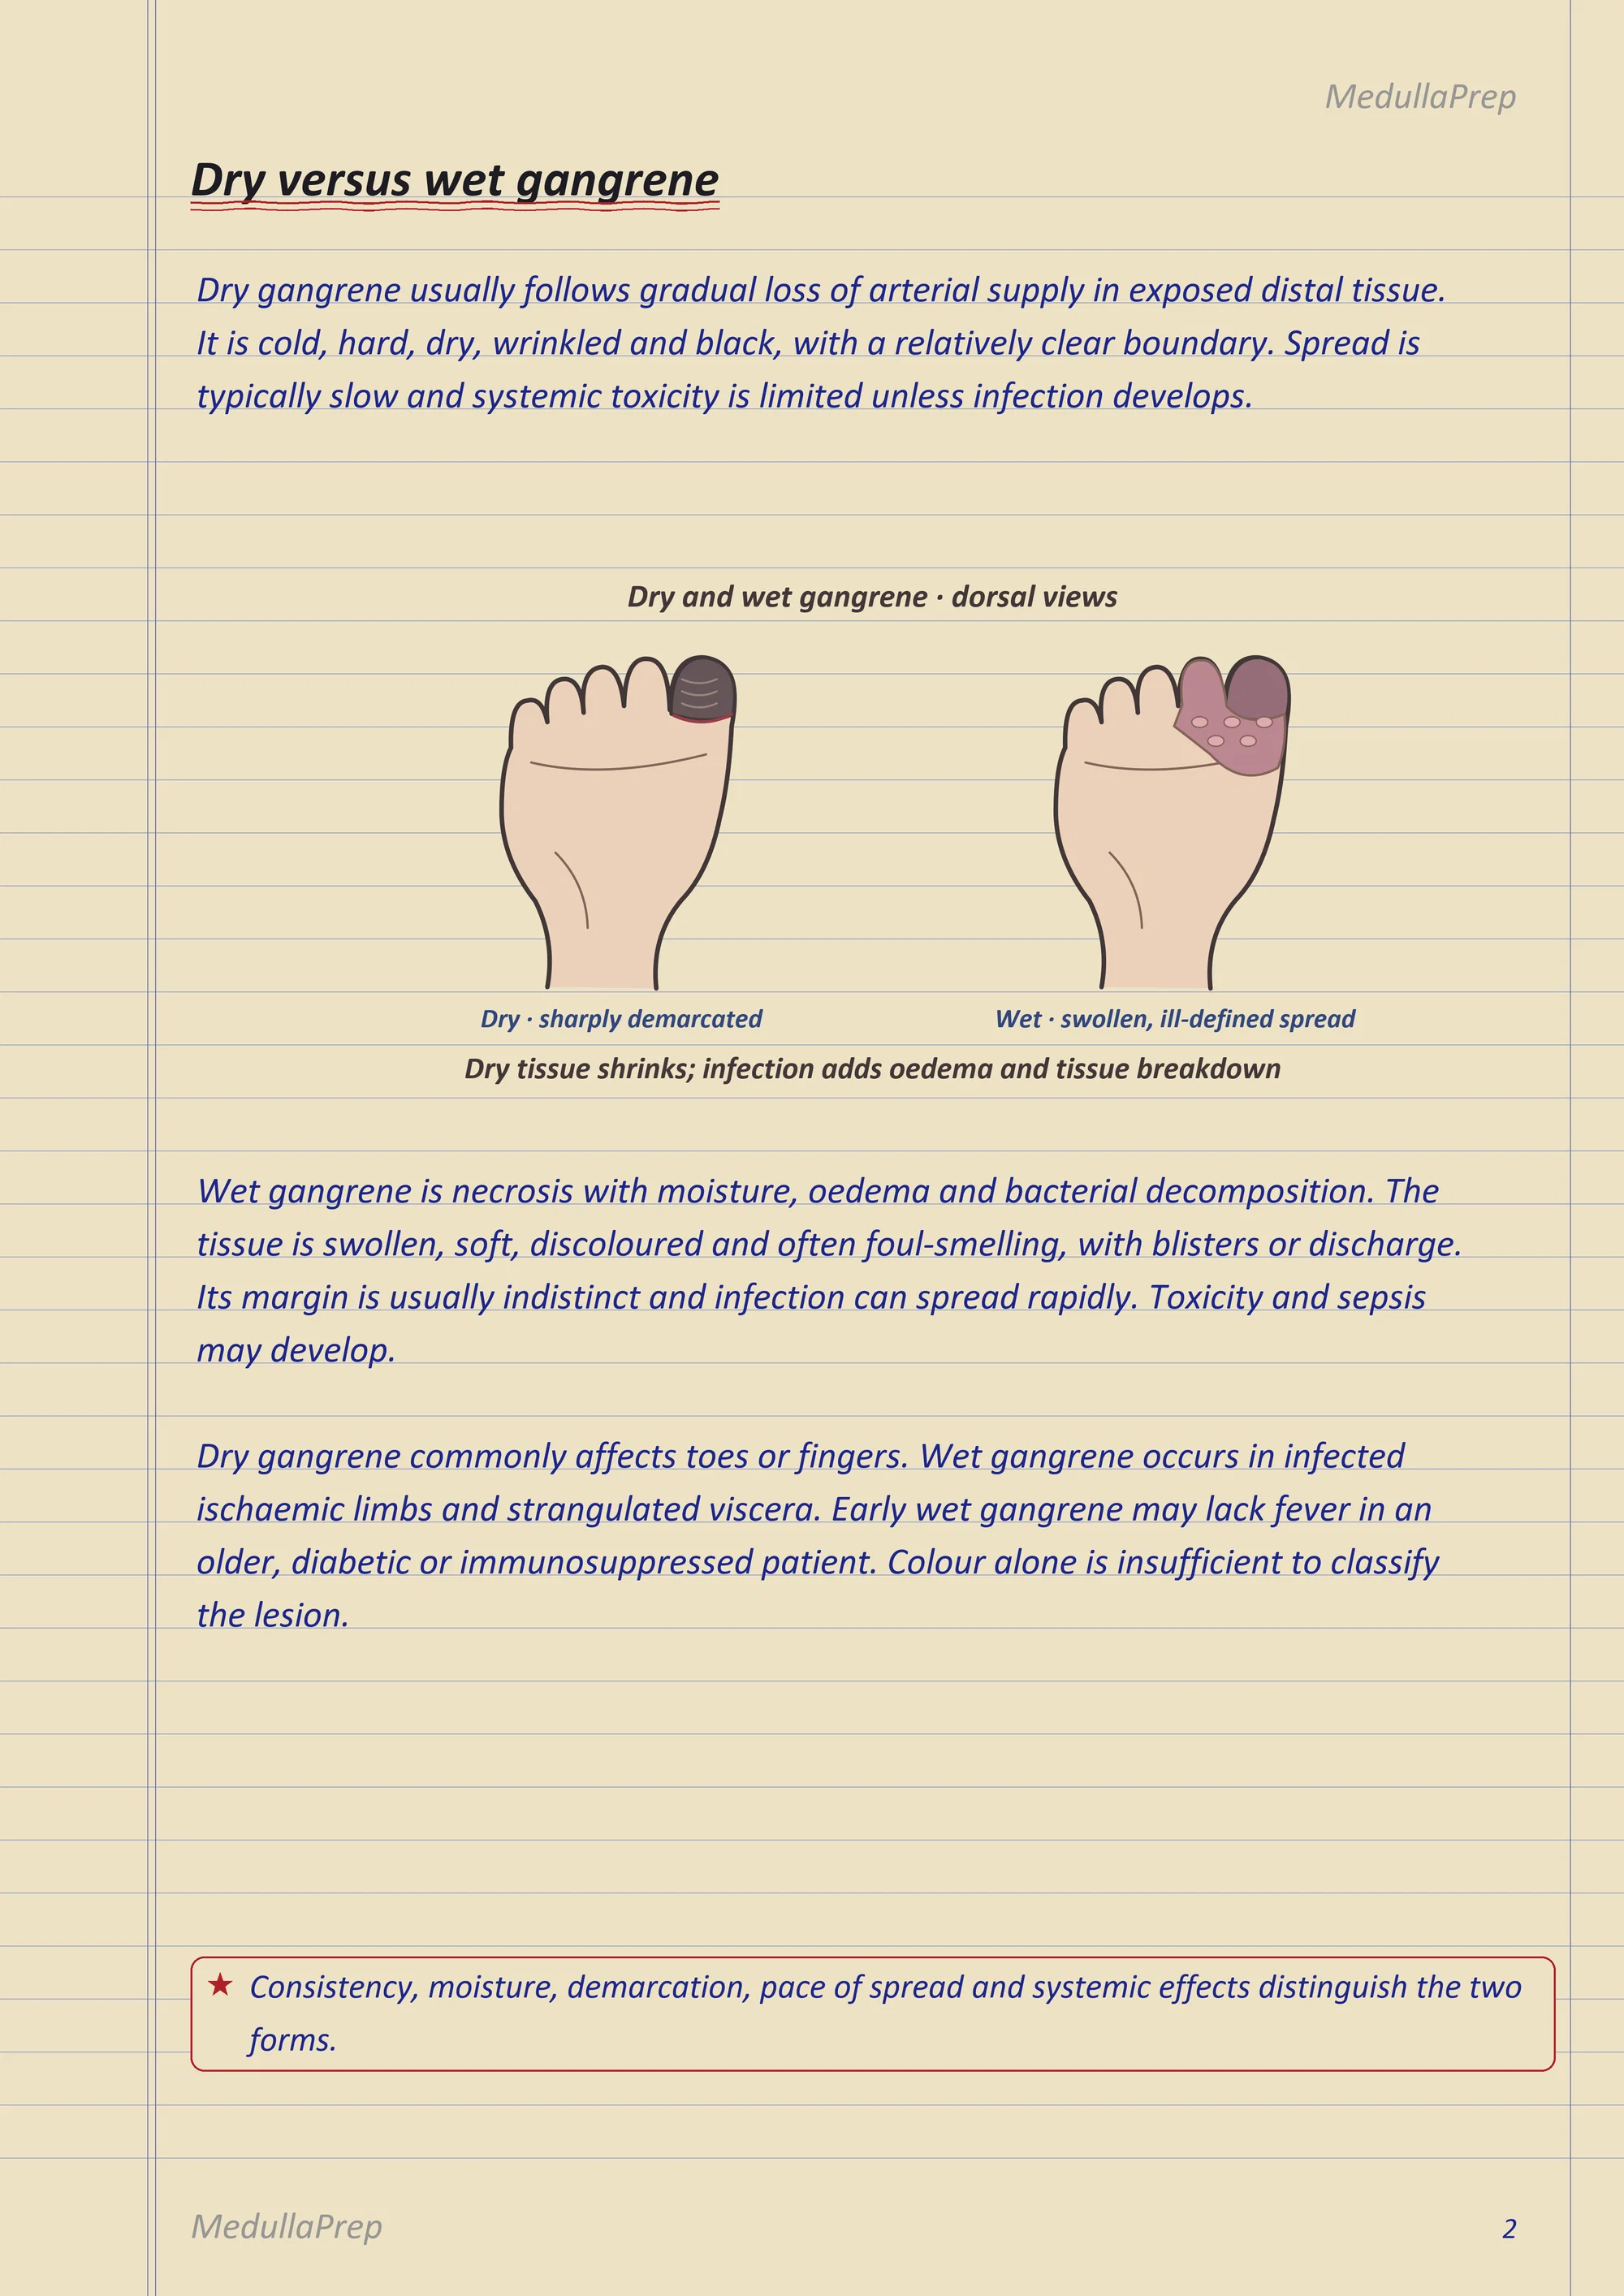 MedullaPrep
Dry versus wet gangrene
Dry gangrene usually follows gradual loss of arterial supply in exposed distal tissue.
It is cold, hard, dry, wrinkled and black, with a relatively clear boundary. Spread is
typically slow and systemic toxicity is limited unless infection develops.
Dry and wet gangrene · dorsal views
Dry · sharply demarcated
Wet · swollen, ill-defined spread
Dry tissue shrinks; infection adds oedema and tissue breakdown
Wet gangrene is necrosis with moisture, oedema and bacterial decomposition. The
tissue is swollen, soft, discoloured and often foul-smelling, with blisters or discharge.
Its margin is usually indistinct and infection can spread rapidly. Toxicity and sepsis
may develop.
Dry gangrene commonly affects toes or fingers. Wet gangrene occurs in infected
ischaemic limbs and strangulated viscera. Early wet gangrene may lack fever in an
older, diabetic or immunosuppressed patient. Colour alone is insufficient to classify
the lesion.
★ Consistency, moisture, demarcation, pace of spread and systemic effects distinguish the two
forms.
MedullaPrep
2